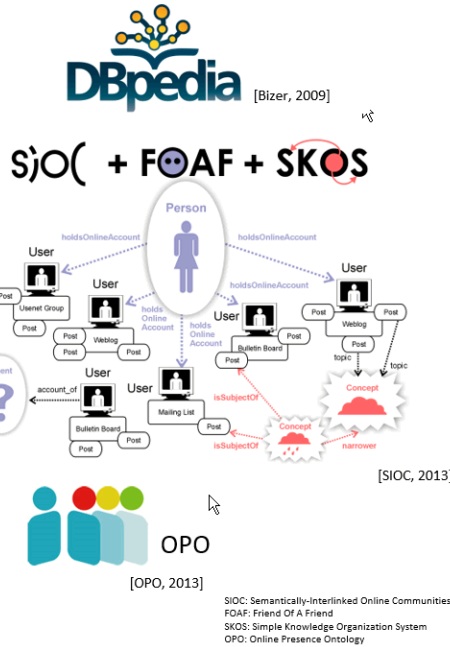 DBpedia
[Bizer, 2009]
SIOC + FOAF + SKOS
Person
holdsOnlineAccount
holdsOnlineAccount
User
User
holdsOnlineAccount
User
holds
Online
Account
holds
Online
Account
User
Post
Usenet Group
Post
Weblog
Post
Post
Post
Bulletin Board
Post
Post
Post
Post
Weblog
Post
topic
topic
User
User
account_of
Bulletin Board
Post
Post
Mailing List
Post
isSubjectOf
isSubjectOf
Concept
Concept
narrower
[SIOC, 2013]
OPO
[OPO, 2013]
SIOC: Semantically-Interlinked Online Communities
FOAF: Friend Of A Friend
SKOS: Simple Knowledge Organization System
OPO: Online Presence Ontology